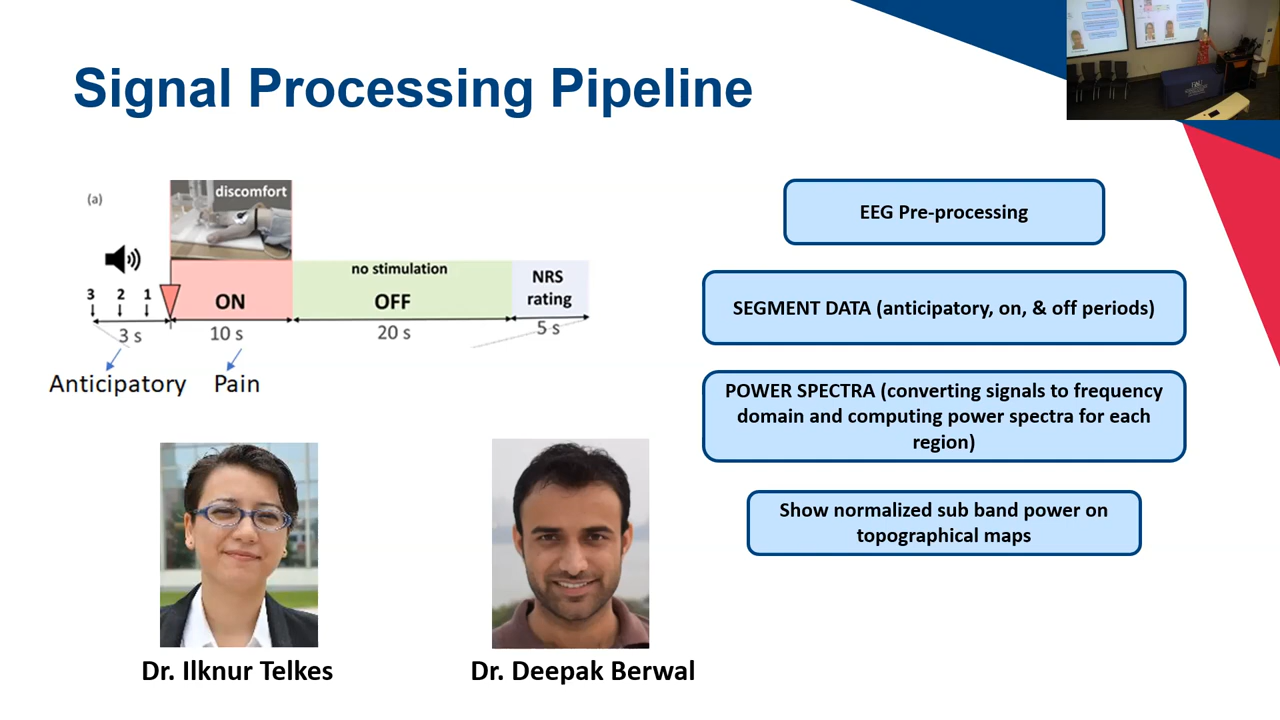 Signal Processing Pipeline
(a)
discomfort
no stimulation
NRS
rating
3 2 1
ON
OFF
3 s
10 s
20 s
5 s
Anticipatory
Pain
EEG Pre-processing
SEGMENT DATA (anticipatory, on, & off periods)
POWER SPECTRA (converting signals to frequency
domain and computing power spectra for each
region)
Show normalized sub band power on
topographical maps
Dr. Ilknur Telkes
Dr. Deepak Berwal